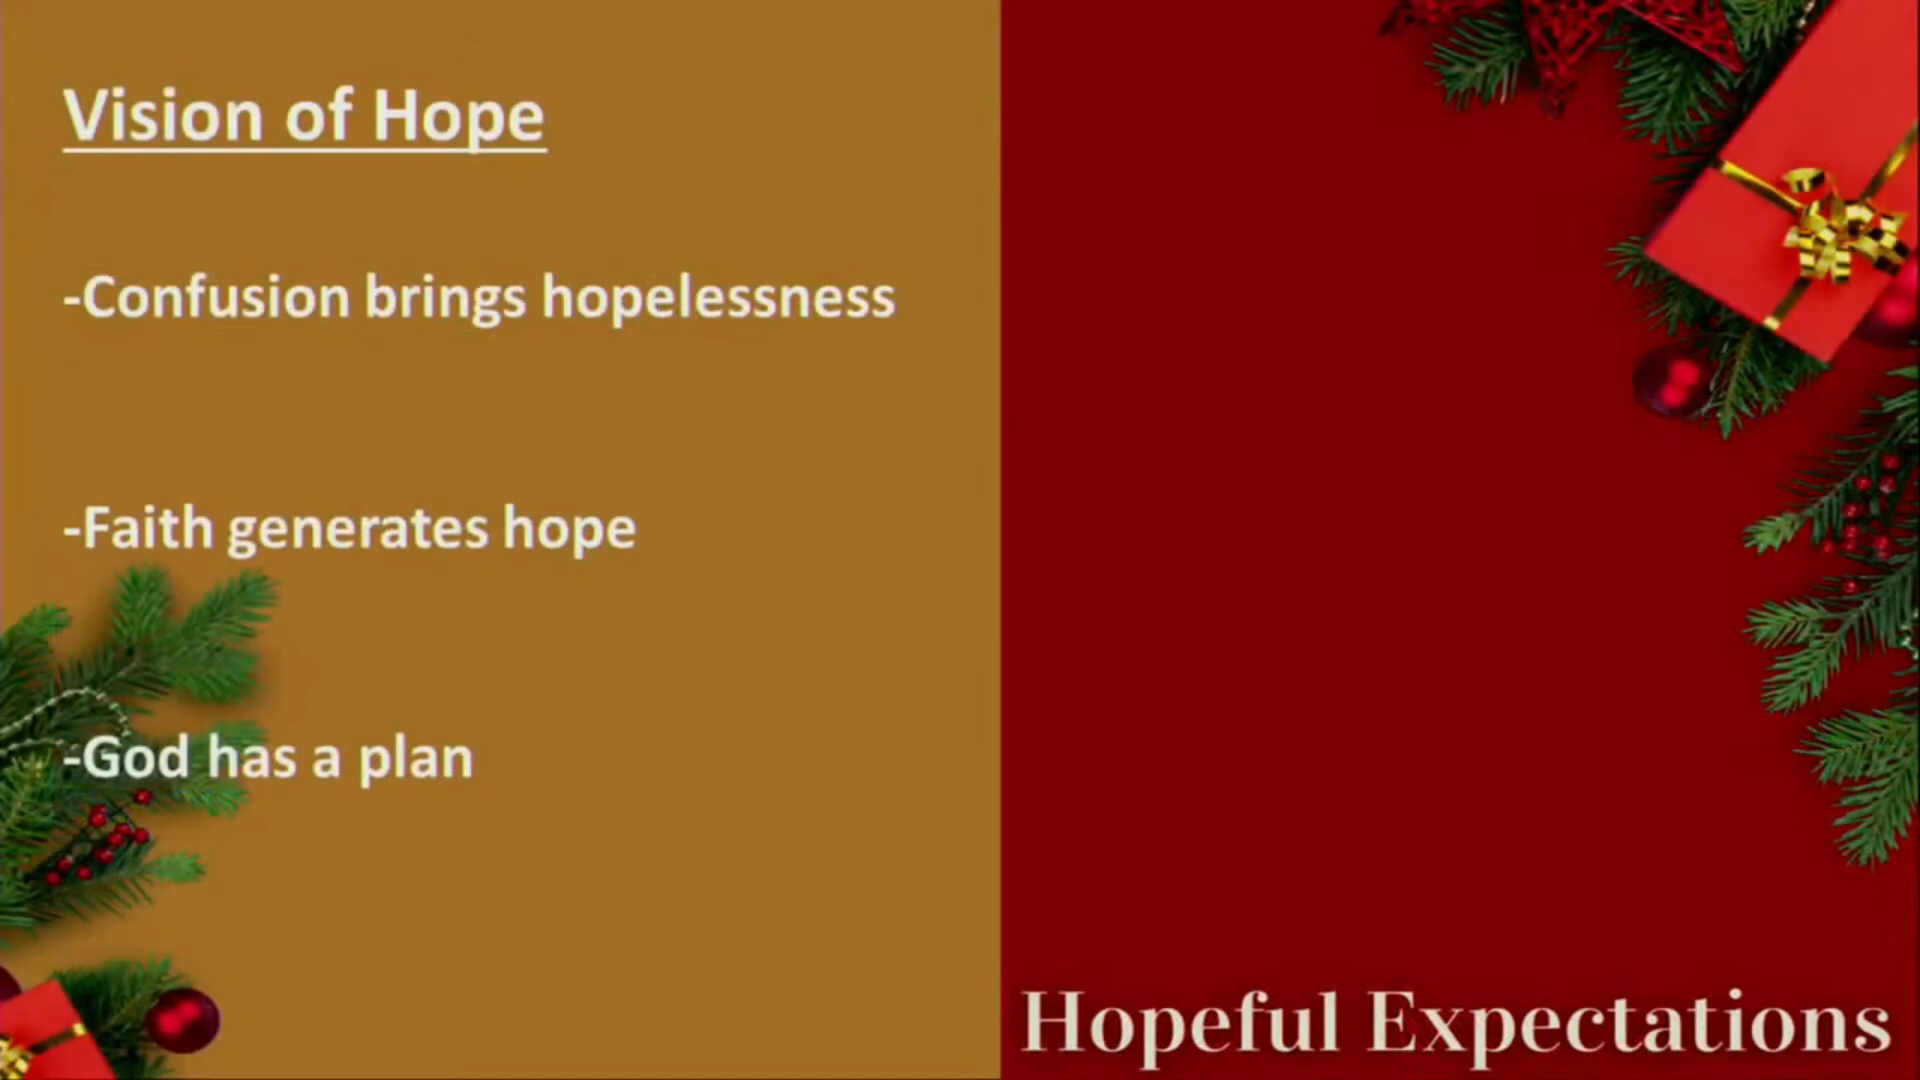 Vision of Hope
-Confusion brings hopelessness
-Faith generates hope
-God has a plan
Hopeful Expectations